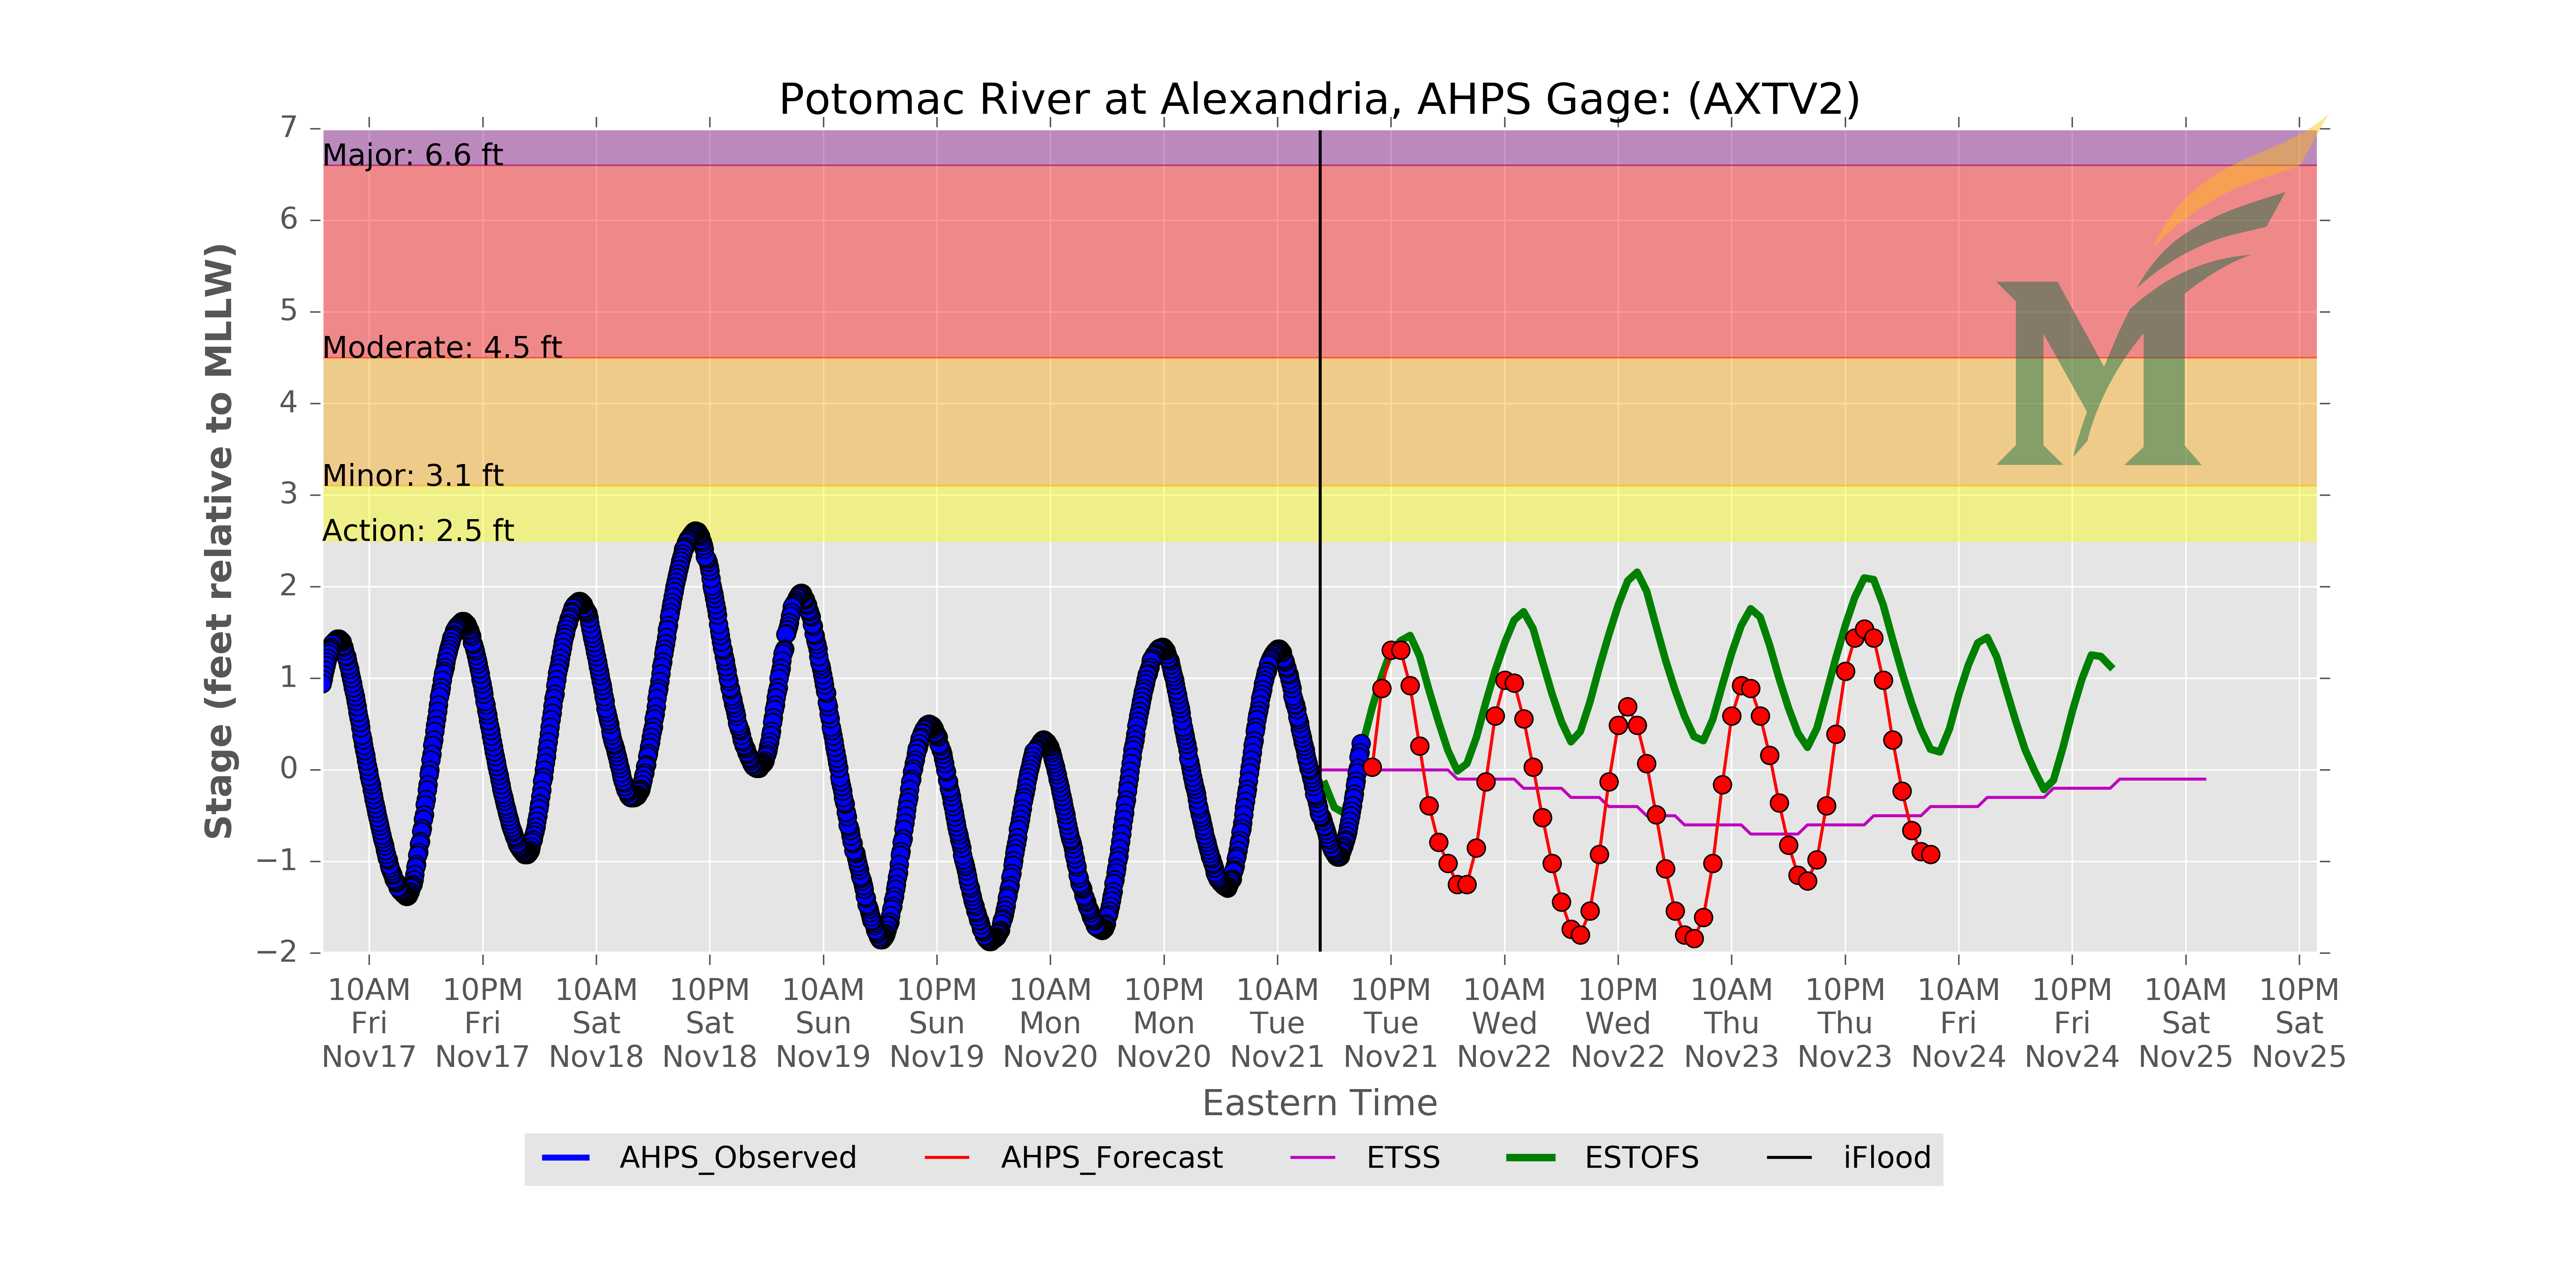 Potomac River at Alexandria, AHPS Gage: (AXTV2)
Stage (feet relative to MLLW)
7
6
5
4
3
2
1
0
−1
−2
Major: 6.6 ft
Moderate: 4.5 ft
Minor: 3.1 ft
Action: 2.5 ft
10AM 10PM 10AM 10PM 10AM 10PM 10AM 10PM 10AM 10PM 10AM 10PM 10AM 10PM 10AM 10PM 10AM 10PM
Fri Fri Sat Sat Sun Sun Mon Mon Tue Tue Wed Wed Thu Thu Fri Fri Sat Sat
Nov17 Nov17 Nov18 Nov18 Nov19 Nov19 Nov20 Nov20 Nov21 Nov21 Nov22 Nov22 Nov23 Nov23 Nov24 Nov24 Nov25 Nov25
Eastern Time
AHPS_Observed AHPS_Forecast ETSS ESTOFS iFlood
M